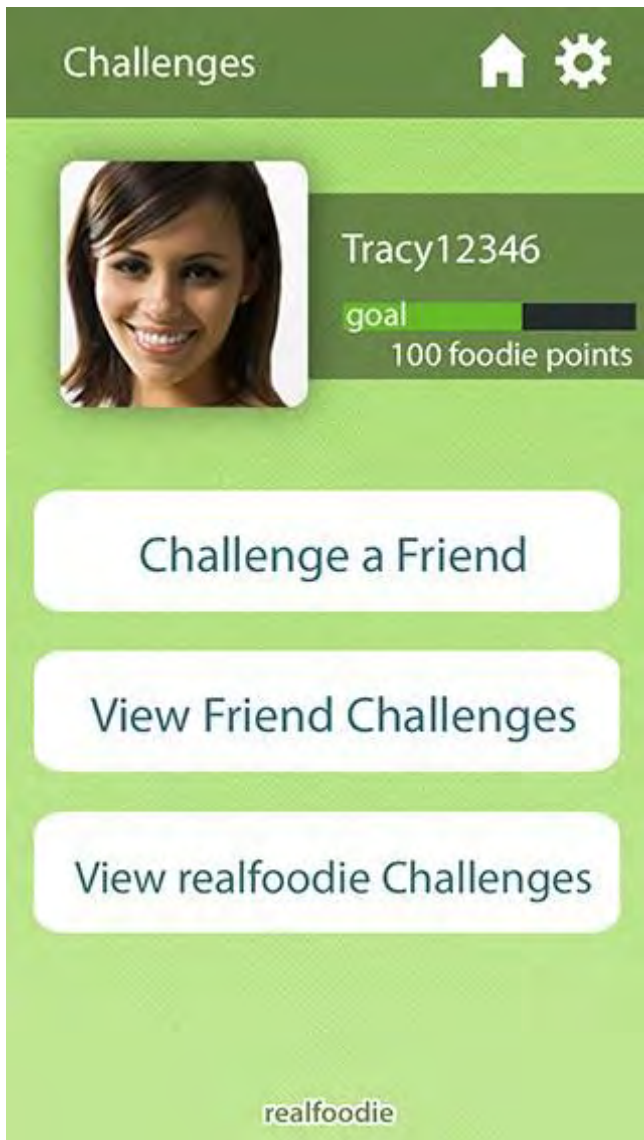 Challenges
Tracy12346
goal
100 foodie points
Challenge a Friend
View Friend Challenges
View realfoodie Challenges
realfoodie